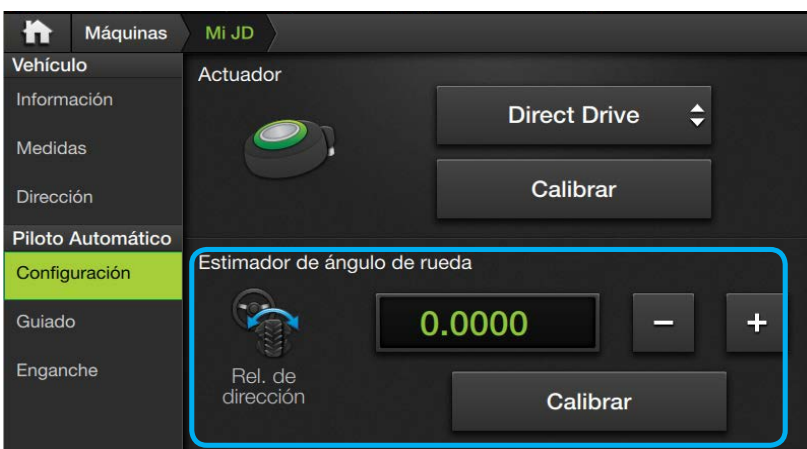 Máquinas
Mi JD
Vehículo
Información
Medidas
Dirección
Piloto Automático
Configuración
Guiado
Enganche
Actuador
Direct Drive
Calibrar
Estimador de ángulo de rueda
Rel. de
dirección
0.0000
−
+
Calibrar